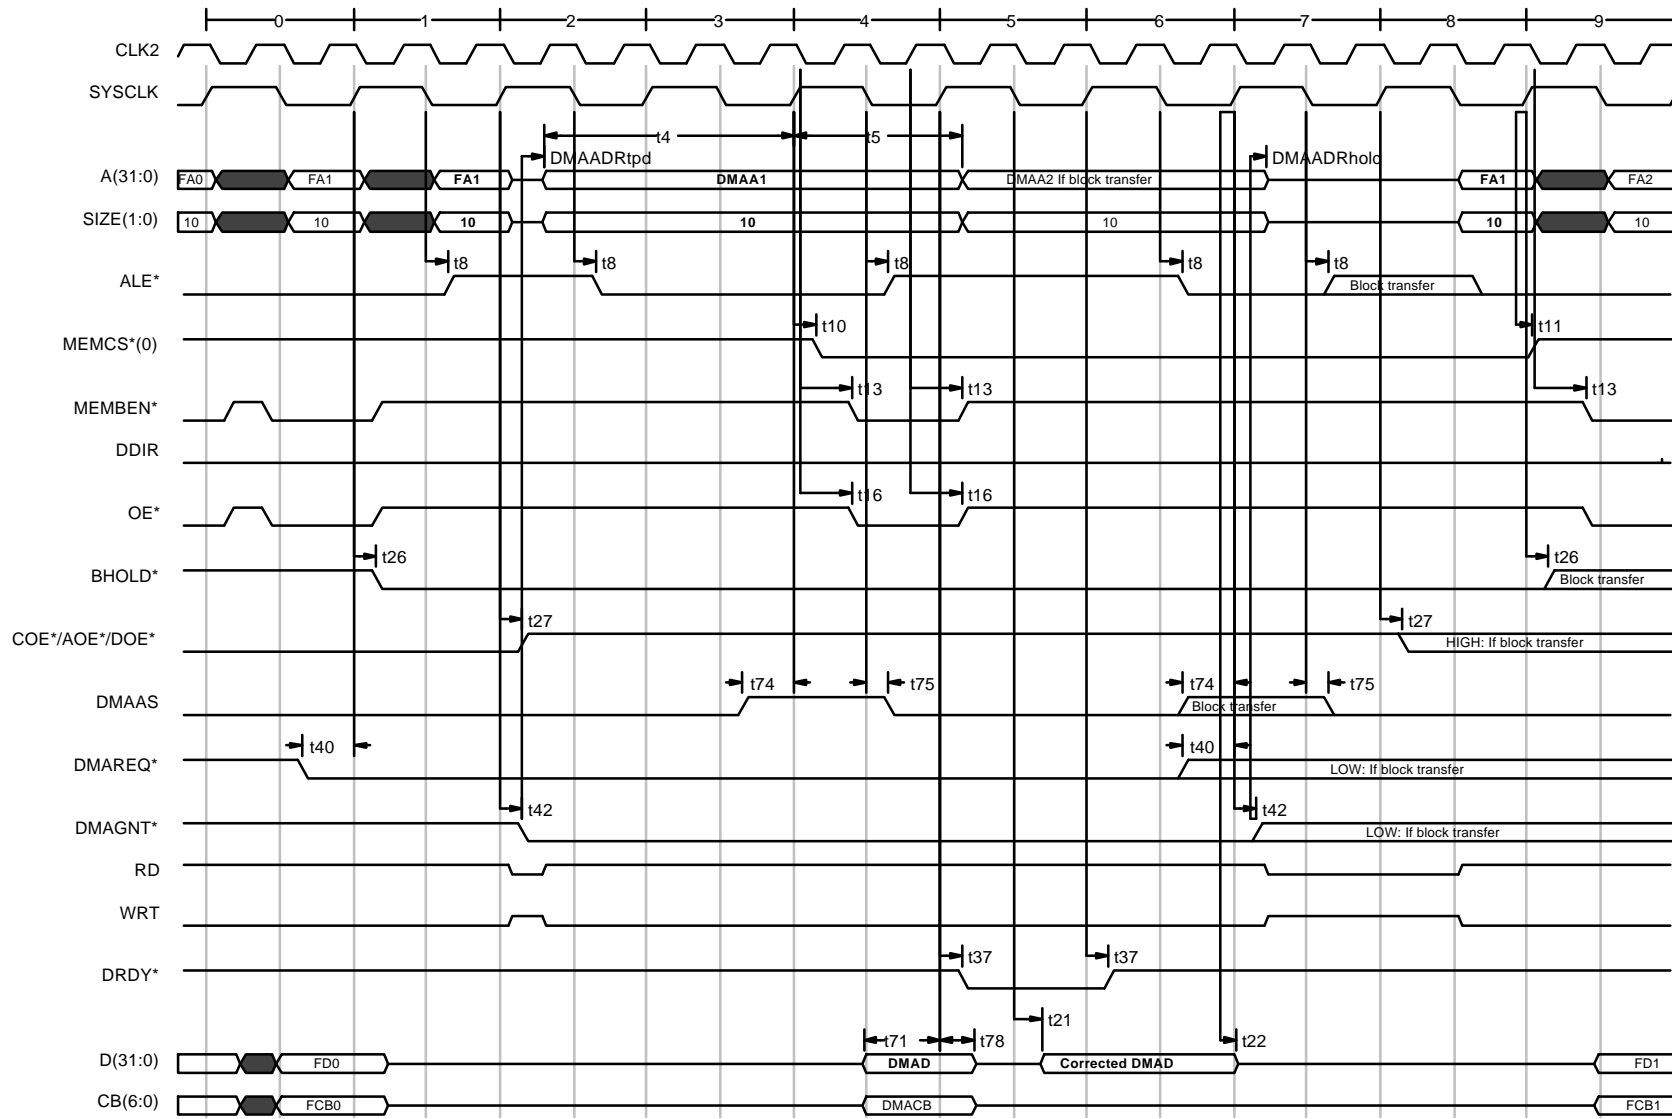 0 1 2 3 4 5 6 7 8 9
CLK2
SYSCLK
t4 t5
DMAADRtpd DMAADRhold
A(31:0) FA0 FA1 FA1 DMAA1 DMAA2 If block transfer FA1 FA2
SIZE(1:0) 10 10 10 10 10 10 10
t8 t8 t8 t8 t8
ALE* Block transfer
t10 t11
MEMCS*(0)
t13 t13 t13
MEMBEN*
DDIR
t16 t16
OE*
t26 t26
BHOLD* Block transfer
t27 t27
COE*/AOE*/DOE* HIGH: If block transfer
t74 t75 t74 t75
DMAAS Block transfer
t40 t40
DMAREQ* LOW: If block transfer
t42 t42
DMAGNT* LOW: If block transfer
RD
WRT
t37 t37
DRDY*
t21
t71 t78 t22
D(31:0) FD0 DMAD Corrected DMAD FD1
CB(6:0) FCB0 DMACB FCB1